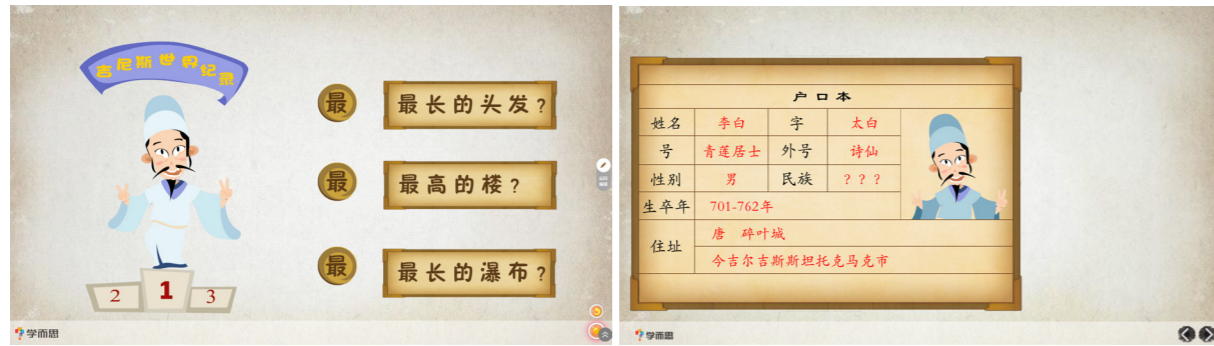 吉尼斯世界纪录
最 最长的头发?
最 最高的楼?
最 最长的瀑布?
2 1 3
学而思
户口本
姓名 李白 字 太白
号 青莲居士 外号 诗仙
性别 男 民族 ? ? ?
生卒年 701-762年
住址 唐 碎叶城
今吉尔吉斯斯坦托克马克市
学而思